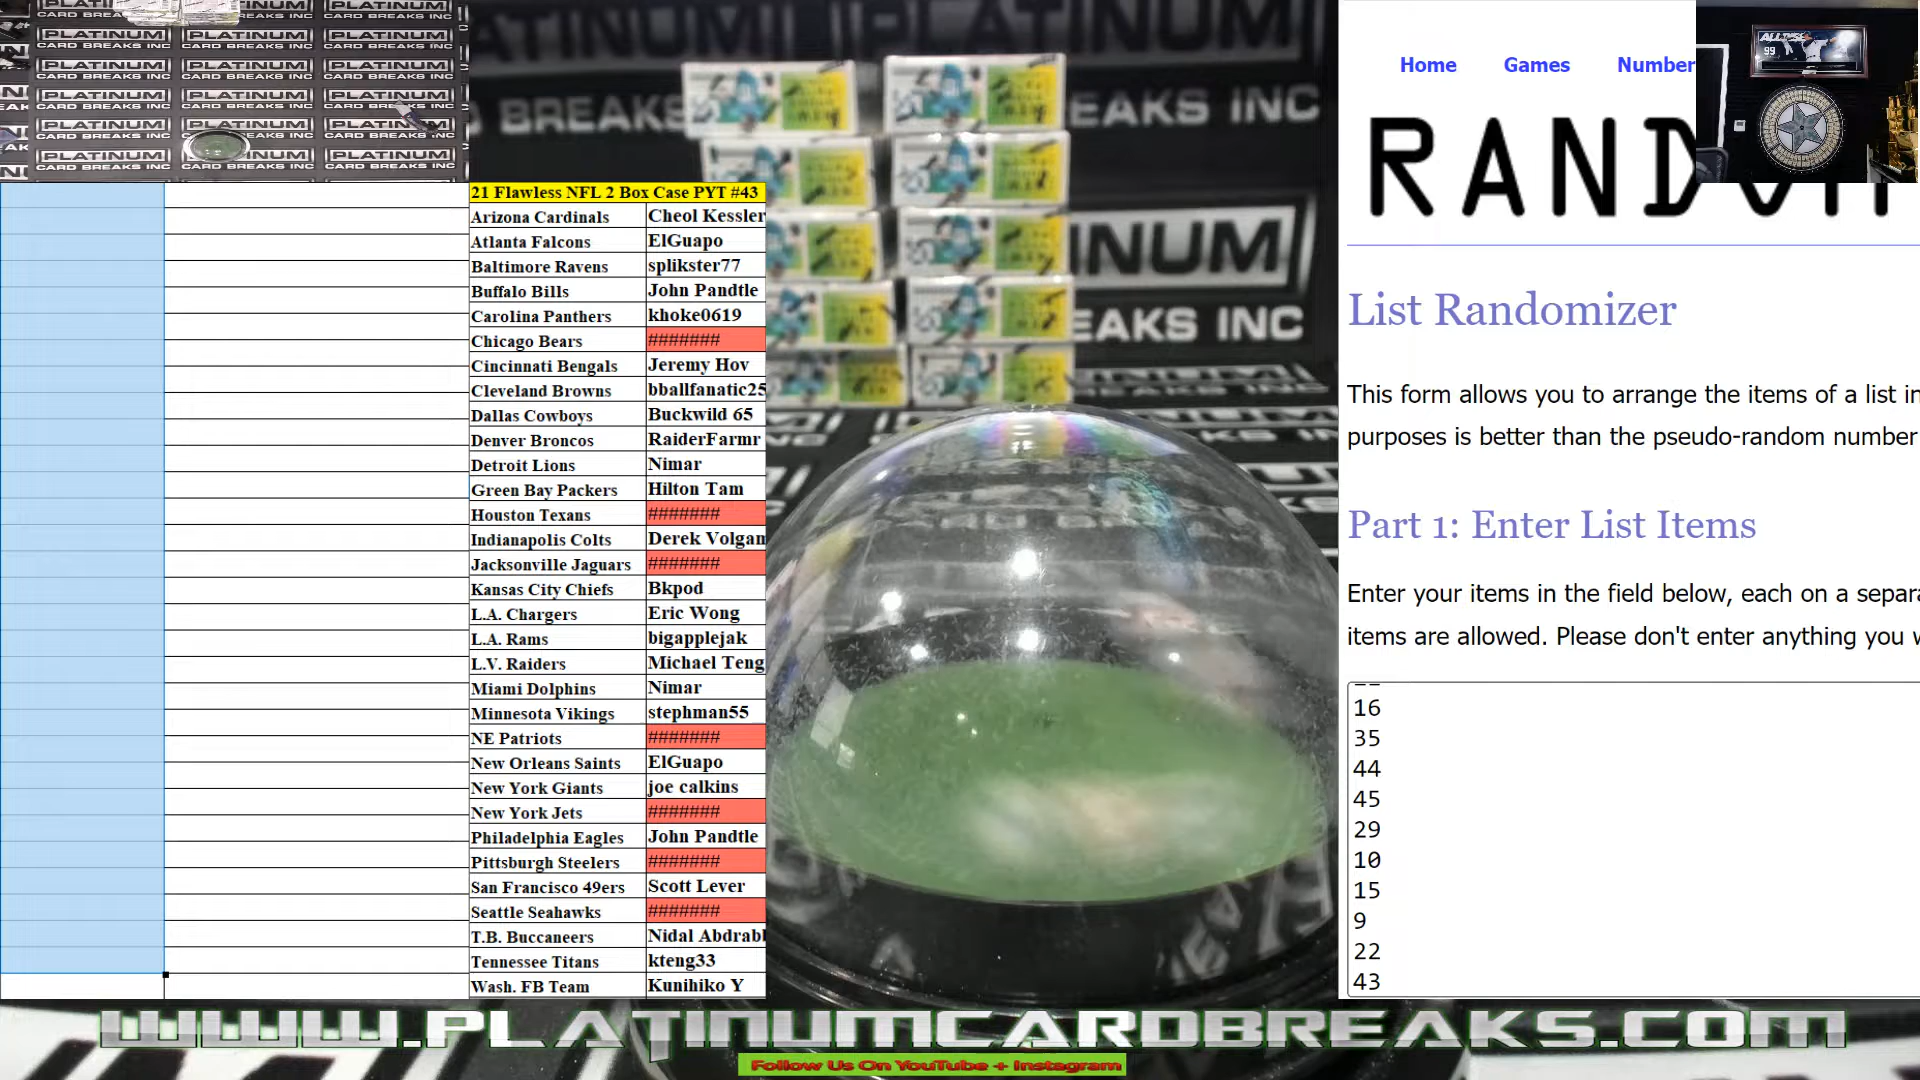 PLATINUM
CARD BREAKS INC
21 Flawless NFL 2 Box Case PYT #43
Arizona Cardinals Cheol Kessler
Atlanta Falcons ElGuapo
Baltimore Ravens splikster77
Buffalo Bills John Pandtle
Carolina Panthers khoke0619
Chicago Bears #######
Cincinnati Bengals Jeremy Hov
Cleveland Browns bballfanatic25
Dallas Cowboys Buckwild 65
Denver Broncos RaiderFarmr
Detroit Lions Nimar
Green Bay Packers Hilton Tam
Houston Texans #######
Indianapolis Colts Derek Volgan
Jacksonville Jaguars #######
Kansas City Chiefs Bkpod
L.A. Chargers Eric Wong
L.A. Rams bigapplejak
L.V. Raiders Michael Teng
Miami Dolphins Nimar
Minnesota Vikings stephman55
NE Patriots #######
New Orleans Saints ElGuapo
New York Giants joe calkins
New York Jets #######
Philadelphia Eagles John Pandtle
Pittsburgh Steelers #######
San Francisco 49ers Scott Lever
Seattle Seahawks #######
T.B. Buccaneers Nidal Abdrab
Tennessee Titans kteng33
Wash. FB Team Kunihiko Y
Home Games Number
99
List Randomizer
This form allows you to arrange the items of a list in
purposes is better than the pseudo-random number
Part 1: Enter List Items
Enter your items in the field below, each on a separa
items are allowed. Please don't enter anything you w
16
35
44
45
29
10
15
9
22
43
WWW.PLATINUMCARDBREAKS.COM
Follow Us On YouTube + Instagram